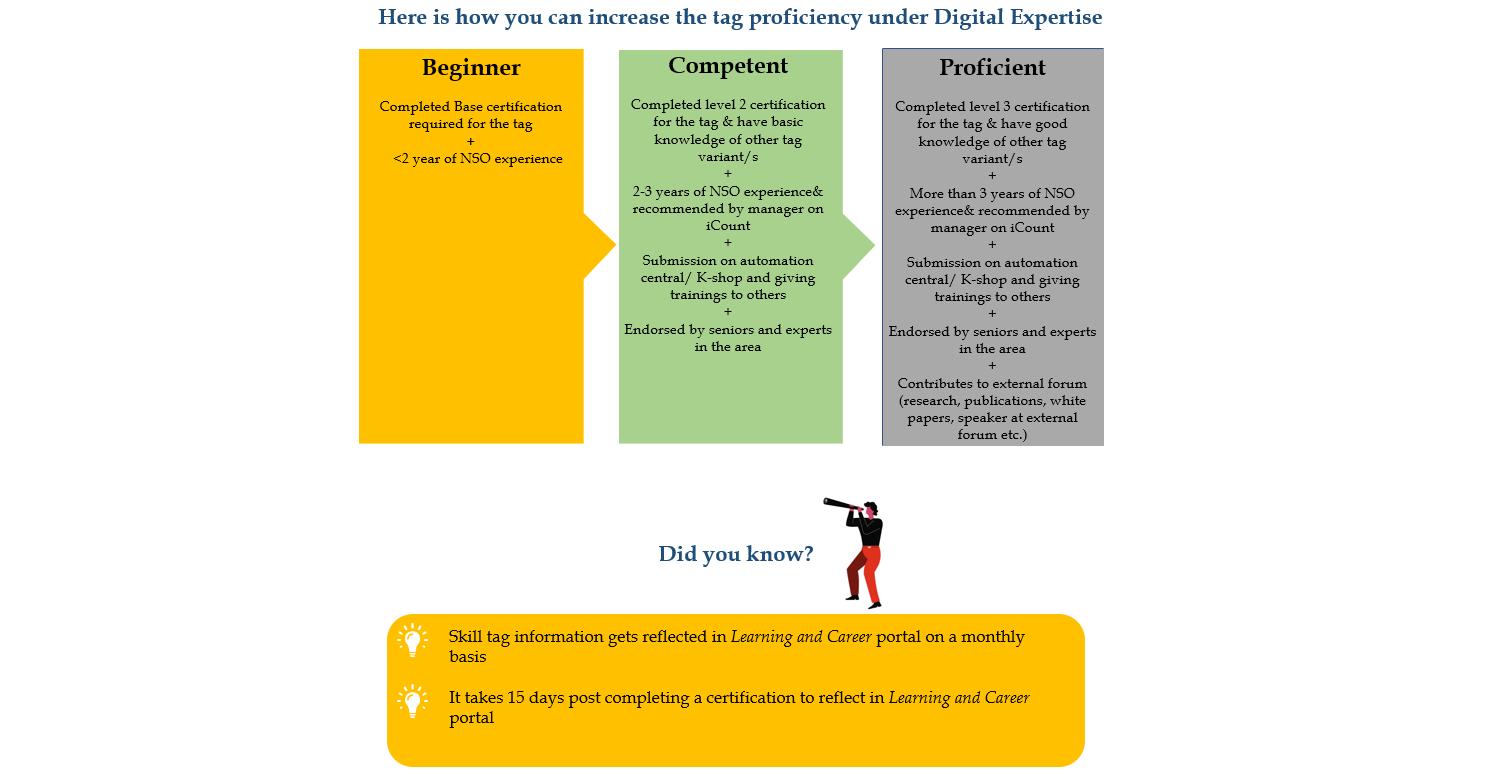 Here is how you can increase the tag proficiency under Digital Expertise
Beginner
Completed Base certification
required for the tag
+
<2 year of NSO experience
Competent
Completed level 2 certification
for the tag & have basic
knowledge of other tag
variant/s
+
2-3 years of NSO experience&
recommended by manager on
iCount
+
Submission on automation
central/ K-shop and giving
trainings to others
+
Endorsed by seniors and experts
in the area
Proficient
Completed level 3 certification
for the tag & have good
knowledge of other tag
variant/s
+
More than 3 years of NSO
experience& recommended by
manager on iCount
+
Submission on automation
central/ K-shop and giving
trainings to others
+
Endorsed by seniors and experts
in the area
+
Contributes to external forum
(research, publications, white
papers, speaker at external
forum etc.)
Did you know?
Skill tag information gets reflected in Learning and Career portal on a monthly
basis
It takes 15 days post completing a certification to reflect in Learning and Career
portal